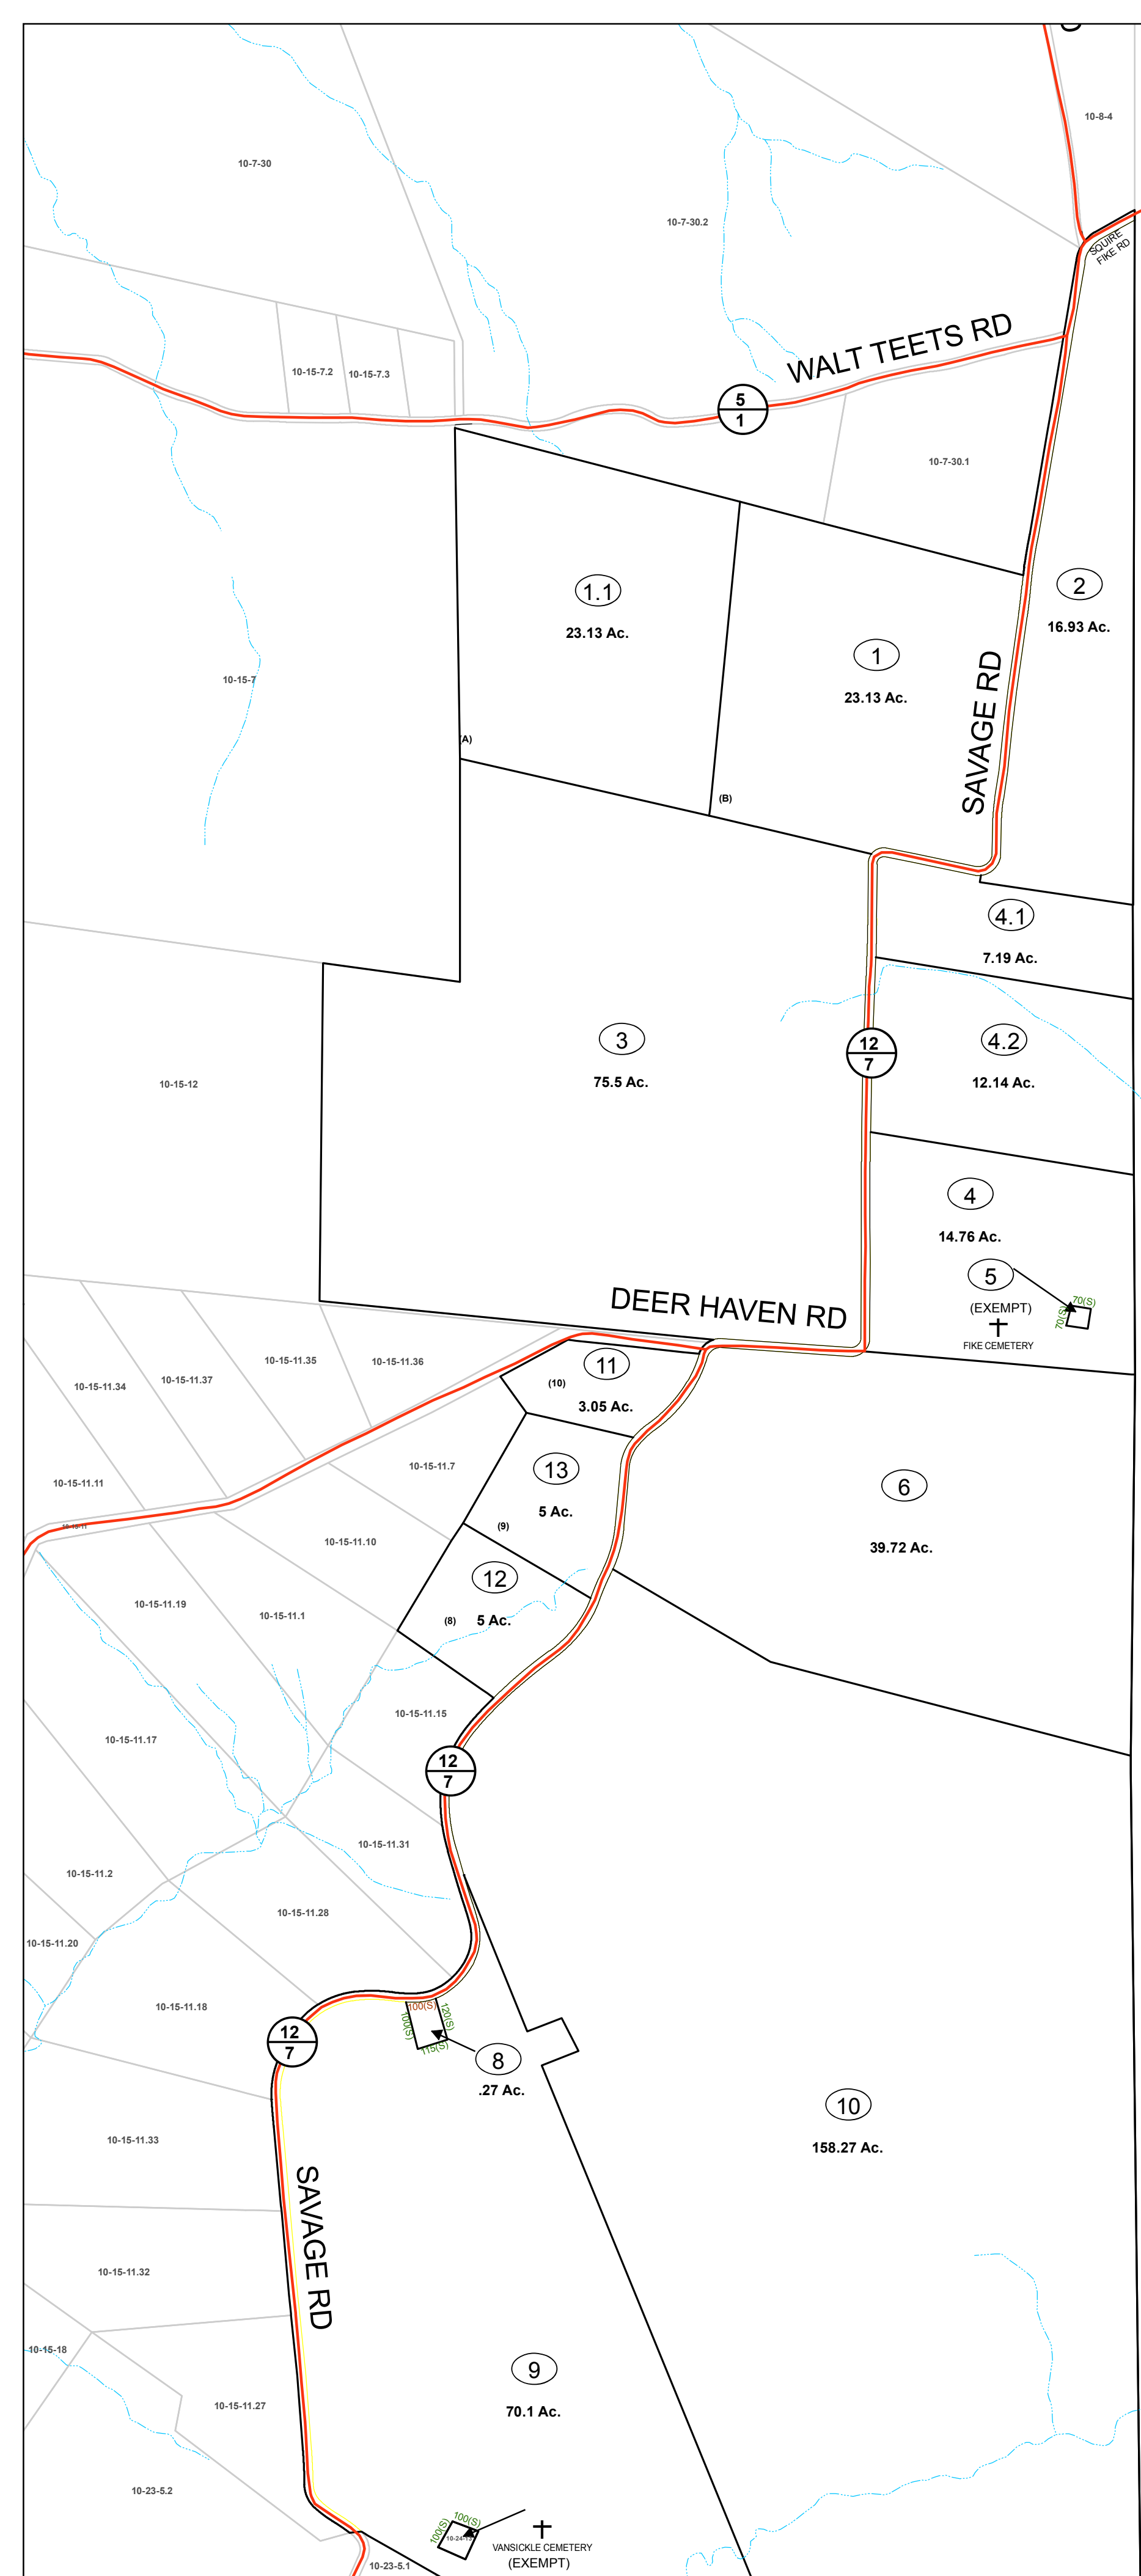 10-8-4
10-7-30
10-7-30.2
SQUIRE
FIKE RD
WALT TEETS RD
10-15-7.2
10-15-7.3
5
1
10-7-30.1
1.1
23.13 Ac.
2
16.93 Ac.
1
23.13 Ac.
SAVAGE RD
10-15-7
(A)
(B)
4.1
7.19 Ac.
3
75.5 Ac.
12
7
4.2
12.14 Ac.
10-15-12
4
14.76 Ac.
5
(EXEMPT)
FIKE CEMETERY
70(S)
70(S)
DEER HAVEN RD
10-15-11.35
10-15-11.36
10-15-11.37
10-15-11.34
11
(10)
3.05 Ac.
10-15-11.7
13
5 Ac.
(9)
6
39.72 Ac.
10-15-11.11
10-15-11
10-15-11.10
12
(8)
5 Ac.
10-15-11.19
10-15-11.1
10-15-11.15
10-15-11.17
12
7
10-15-11.31
10-15-11.2
10-15-11.28
10-15-11.20
10-15-11.18
100(S)
120(S)
100(S)
115(S)
12
7
8
.27 Ac.
10
158.27 Ac.
10-15-11.33
SAVAGE RD
10-15-11.32
10-15-18
10-15-11.27
9
70.1 Ac.
10-23-5.2
100(S)
100(S)
VANSICKLE CEMETERY
(EXEMPT)
10-23-5.1